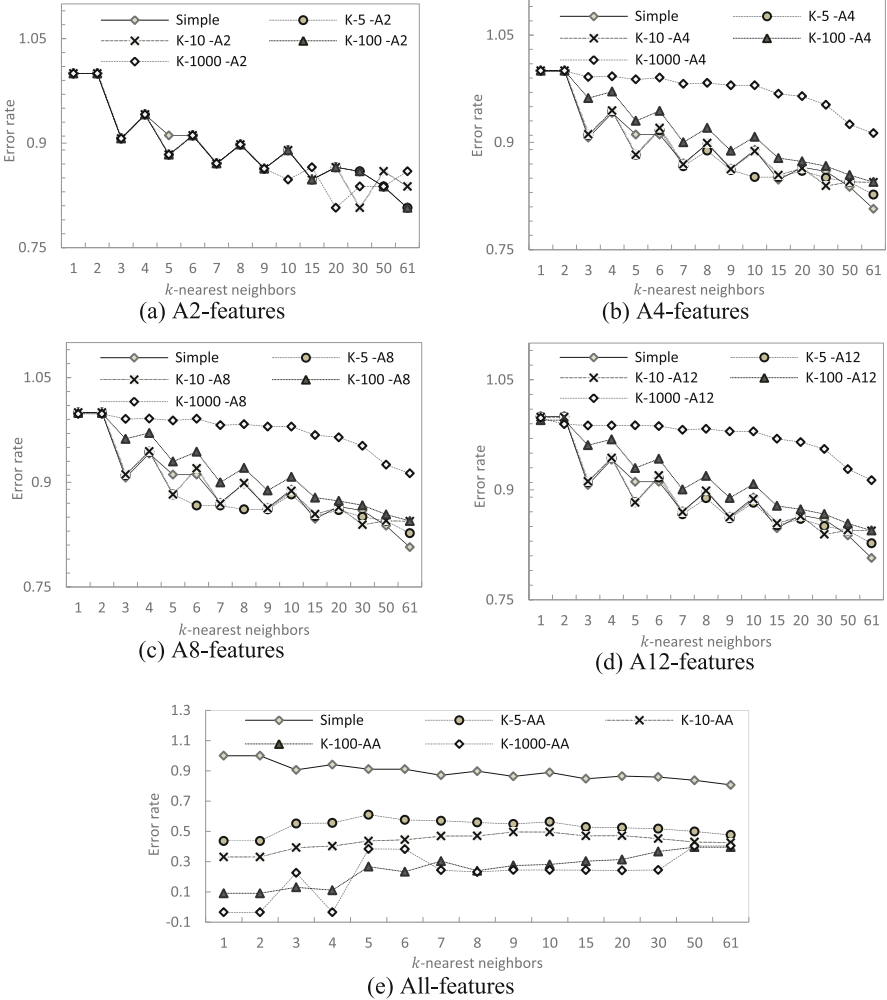 Simple
K-5 -A2
K-10 -A2
K-100 -A2
K-1000 -A2
1.05
0.9
0.75
Error rate
1 2 3 4 5 6 7 8 9 10 15 20 30 50 61
k-nearest neighbors
(a) A2-features
Simple
K-5 -A4
K-10 -A4
K-100 -A4
K-1000 -A4
1.05
0.9
0.75
Error rate
1 2 3 4 5 6 7 8 9 10 15 20 30 50 61
k-nearest neighbors
(b) A4-features
Simple
K-5 -A8
K-10 -A8
K-100 -A8
K-1000 -A8
1.05
0.9
0.75
Error rate
1 2 3 4 5 6 7 8 9 10 15 20 30 50 61
k-nearest neighbors
(c) A8-features
Simple
K-5 -A12
K-10 -A12
K-100 -A12
K-1000 -A12
1.05
0.9
0.75
Error rate
1 2 3 4 5 6 7 8 9 10 15 20 30 50 61
k-nearest neighbors
(d) A12-features
Simple
K-5-AA
K-10-AA
K-100-AA
K-1000-AA
1.3
1.1
0.9
0.7
0.5
0.3
0.1
-0.1
Error rate
1 2 3 4 5 6 7 8 9 10 15 20 30 50 61
k-nearest neighbors
(e) All-features